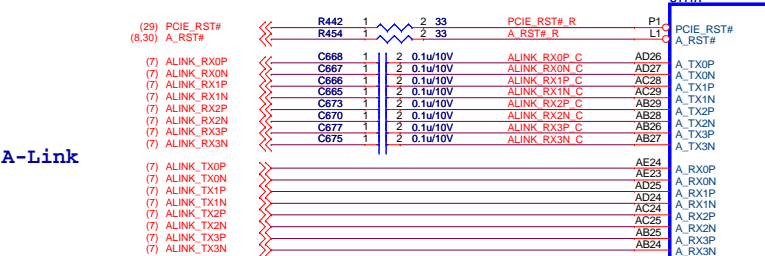 (29) PCIE_RST# R442 1 2 33 PCIE_RST#_R P1 PCIE_RST#
(8,30) A_RST# R454 1 2 33 A_RST#_R L1 A_RST#
(7) ALINK_RX0P C668 1 2 0.1u/10V ALINK_RX0P_C AD26 A_TX0P
(7) ALINK_RX0N C667 1 2 0.1u/10V ALINK_RX0N_C AD27 A_TX0N
(7) ALINK_RX1P C666 1 2 0.1u/10V ALINK_RX1P_C AC28 A_TX1P
(7) ALINK_RX1N C665 1 2 0.1u/10V ALINK_RX1N_C AC29 A_TX1N
(7) ALINK_RX2P C673 1 2 0.1u/10V ALINK_RX2P_C AB29 A_TX2P
(7) ALINK_RX2N C670 1 2 0.1u/10V ALINK_RX2N_C AB28 A_TX2N
(7) ALINK_RX3P C677 1 2 0.1u/10V ALINK_RX3P_C AB26 A_TX3P
(7) ALINK_RX3N C675 1 2 0.1u/10V ALINK_RX3N_C AB27 A_TX3N
A-Link
(7) ALINK_TX0P AE24 A_RX0P
(7) ALINK_TX0N AE23 A_RX0N
(7) ALINK_TX1P AD25 A_RX1P
(7) ALINK_TX1N AD24 A_RX1N
(7) ALINK_TX2P AC24 A_RX2P
(7) ALINK_TX2N AC25 A_RX2N
(7) ALINK_TX3P AB25 A_RX3P
(7) ALINK_TX3N AB24 A_RX3N